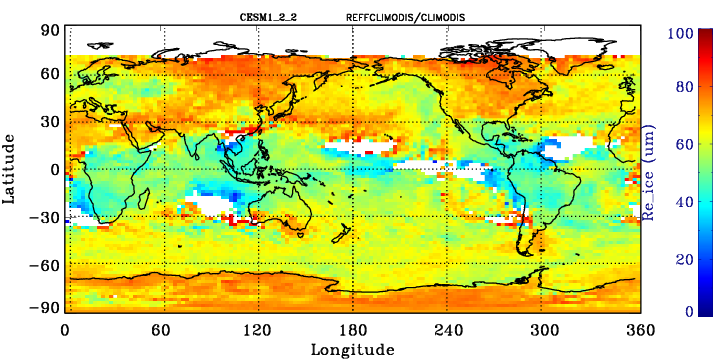 CESM1_2_2 REFFCLIMODIS/CLIMODIS
90
60
30
0
−30
−60
−90
Latitude
0 60 120 180 240 300 360
Longitude
100
80
60
40
20
0
Re_ice (um)